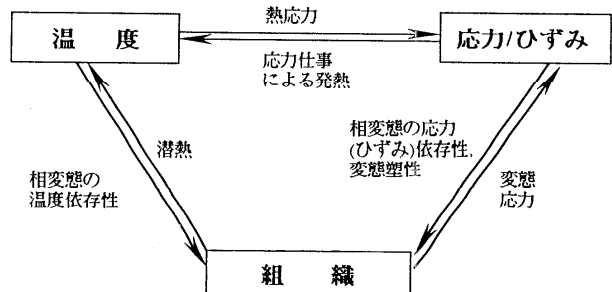 熱応力
温　度
応力/ひずみ
応力仕事
による発熱
潜熱
相変態の応力
(ひずみ)依存性,
変態塑性
相変態の
温度依存性
変態
応力
組　織